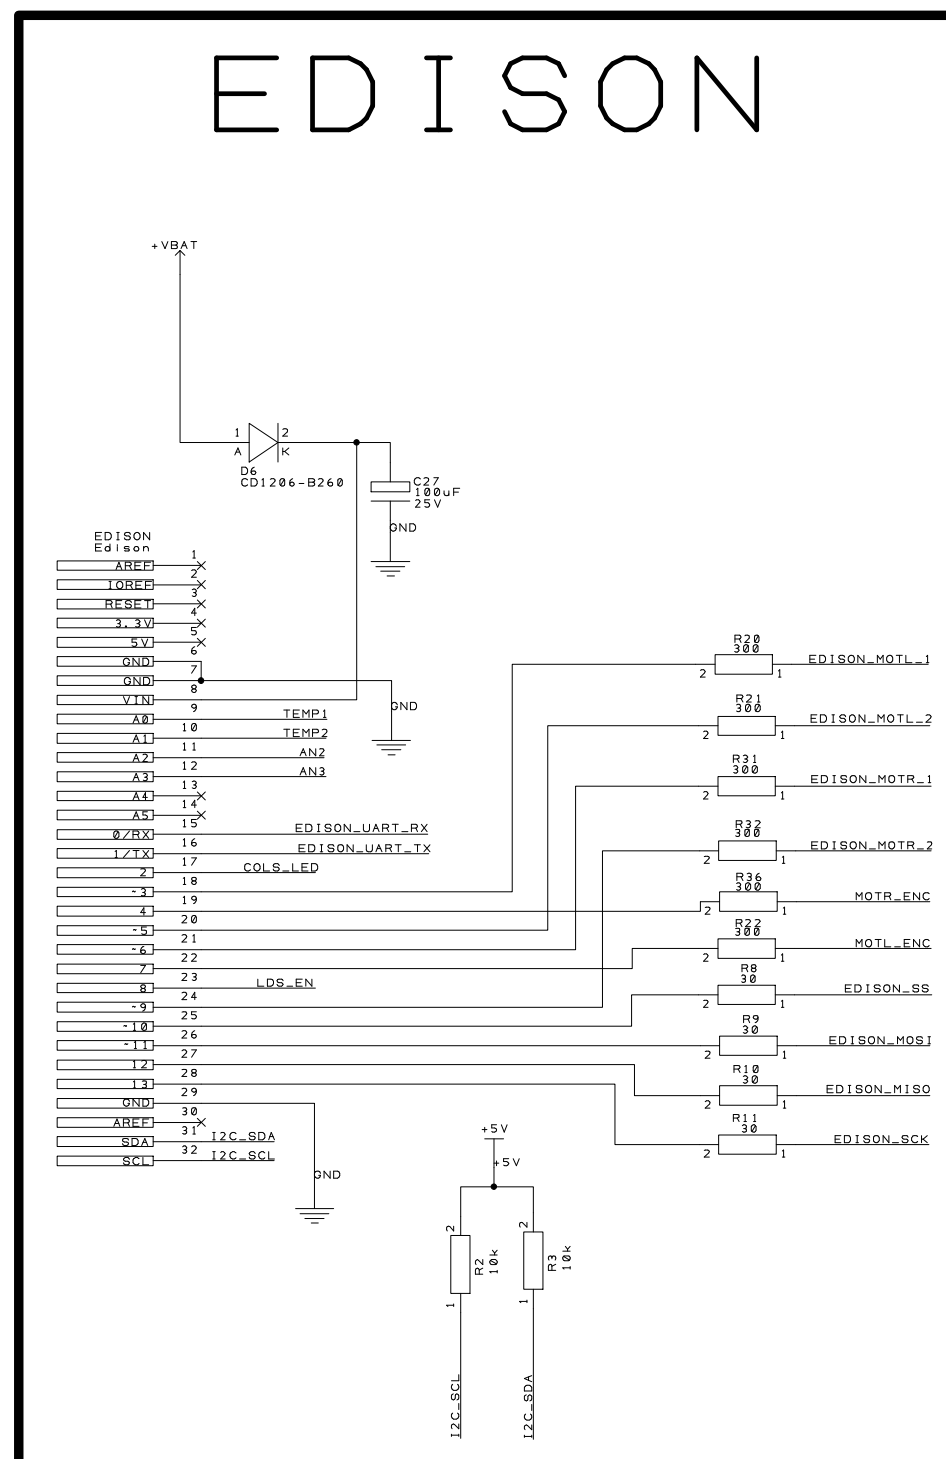 EDISON
+VBAT
1 2
A K
D6
CD1206-B260
C27
100uF
25V
GND
EDISON
Edison
1
AREF
2
IOREF
3
RESET
4
3.3V
5
5V
6
GND
7
GND
8
VIN
9
A0 TEMP1
10
A1 TEMP2
11
A2 AN2
12
A3 AN3
13
A4
14
A5
15
0/RX EDISON_UART_RX
16
1/TX EDISON_UART_TX
17
2 COLS_LED
18
~3
19
4
20
~5
21
~6
22
7
23
8 LDS_EN
24
~9
25
~10
26
~11
27
12
28
13
29
GND
30
AREF
31
SDA I2C_SDA
32
SCL I2C_SCL
GND
GND
R20
300
2 1 EDISON_MOTL_1
R21
300
2 1 EDISON_MOTL_2
R31
300
2 1 EDISON_MOTR_1
R32
300
2 1 EDISON_MOTR_2
R36
300
2 1 MOTR_ENC
R22
300
2 1 MOTL_ENC
R8
30
2 1 EDISON_SS
R9
30
2 1 EDISON_MOSI
R10
30
2 1 EDISON_MISO
R11
30
2 1 EDISON_SCK
+5V
+5V
2
R2
10k
1
I2C_SCL
2
R3
10k
1
I2C_SDA